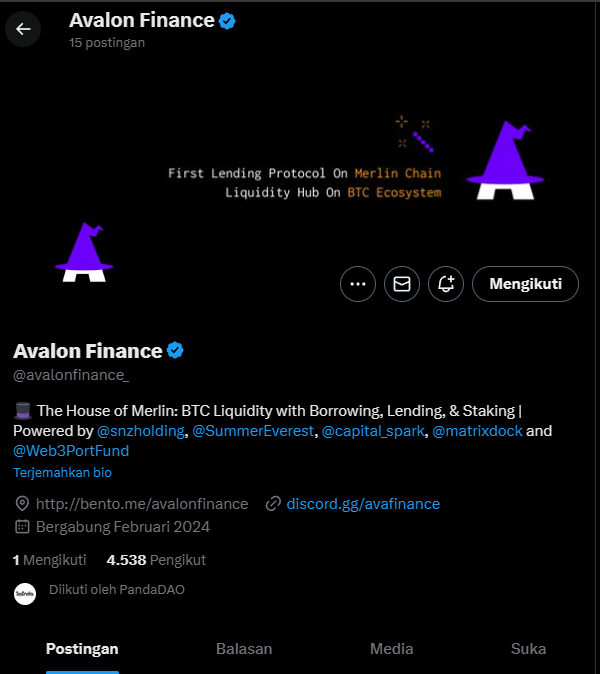 Avalon Finance
15 postingan
First Lending Protocol On Merlin Chain
Liquidity Hub On BTC Ecosystem
Mengikuti
Avalon Finance
@avalonfinance_
The House of Merlin: BTC Liquidity with Borrowing, Lending, & Staking |
Powered by @snzholding, @SummerEverest, @capital_spark, @matrixdock and
@Web3PortFund
Terjemahkan bio
http://bento.me/avalonfinance discord.gg/avafinance
Bergabung Februari 2024
1 Mengikuti 4.538 Pengikut
Diikuti oleh PandaDAO
Postingan Balasan Media Suka